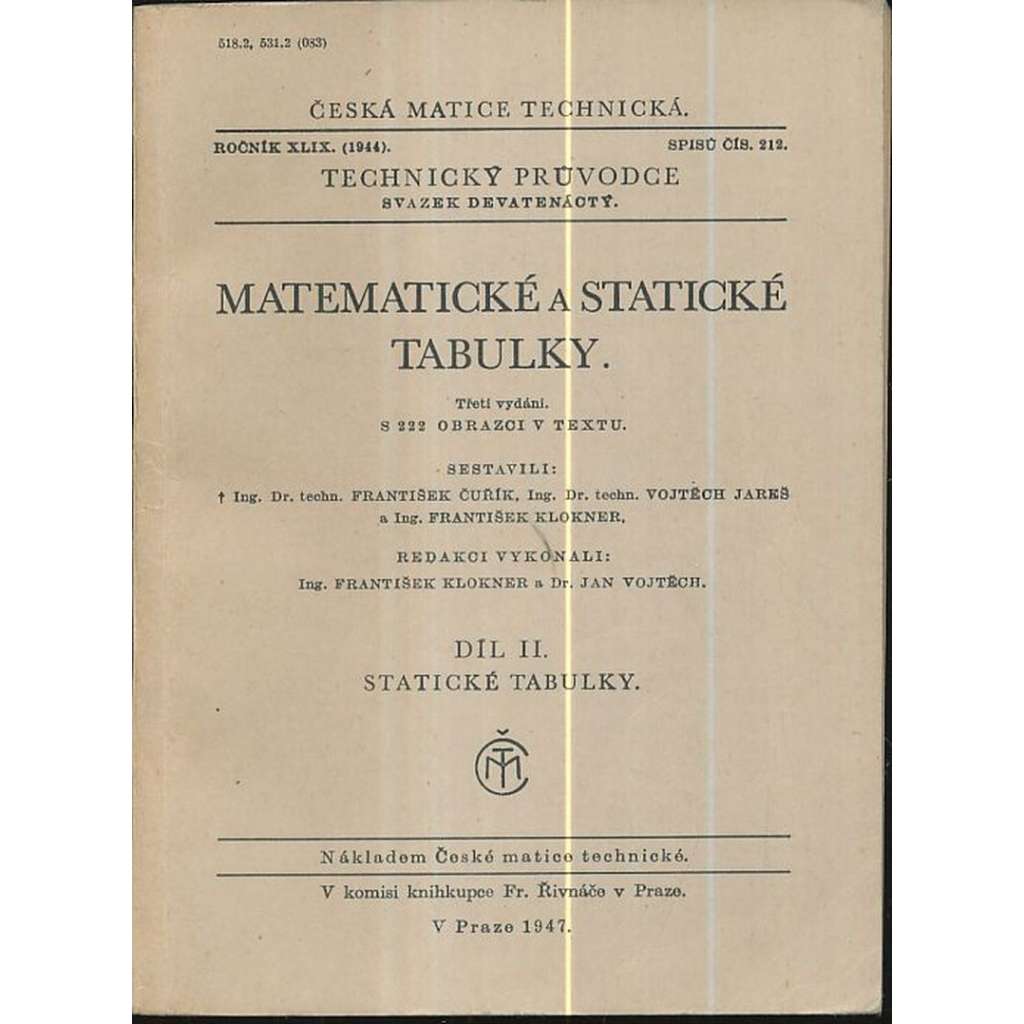 518.2, 531.2 (083)
ČESKÁ MATICE TECHNICKÁ.
ROČNÍK XLIX. (1944). SPISŮ ČÍS. 212.
TECHNICKÝ PRŮVODCE
SVAZEK DEVATENÁCTÝ.
MATEMATICKÉ A STATICKÉ
TABULKY.
Třetí vydání.
S 222 OBRAZCI V TEXTU.
SESTAVILI:
† Ing. Dr. techn. FRANTIŠEK ČUŘÍK, Ing. Dr. techn. VOJTĚCH JAREŠ
a Ing. FRANTIŠEK KLOKNER.
REDAKCI VYKONALI:
Ing. FRANTIŠEK KLOKNER a Dr. JAN VOJTĚCH.
DÍL II.
STATICKÉ TABULKY.
ČMT
Nákladem České matice technické.
V komisi knihkupce Fr. Řivnáče v Praze.
V Praze 1947.